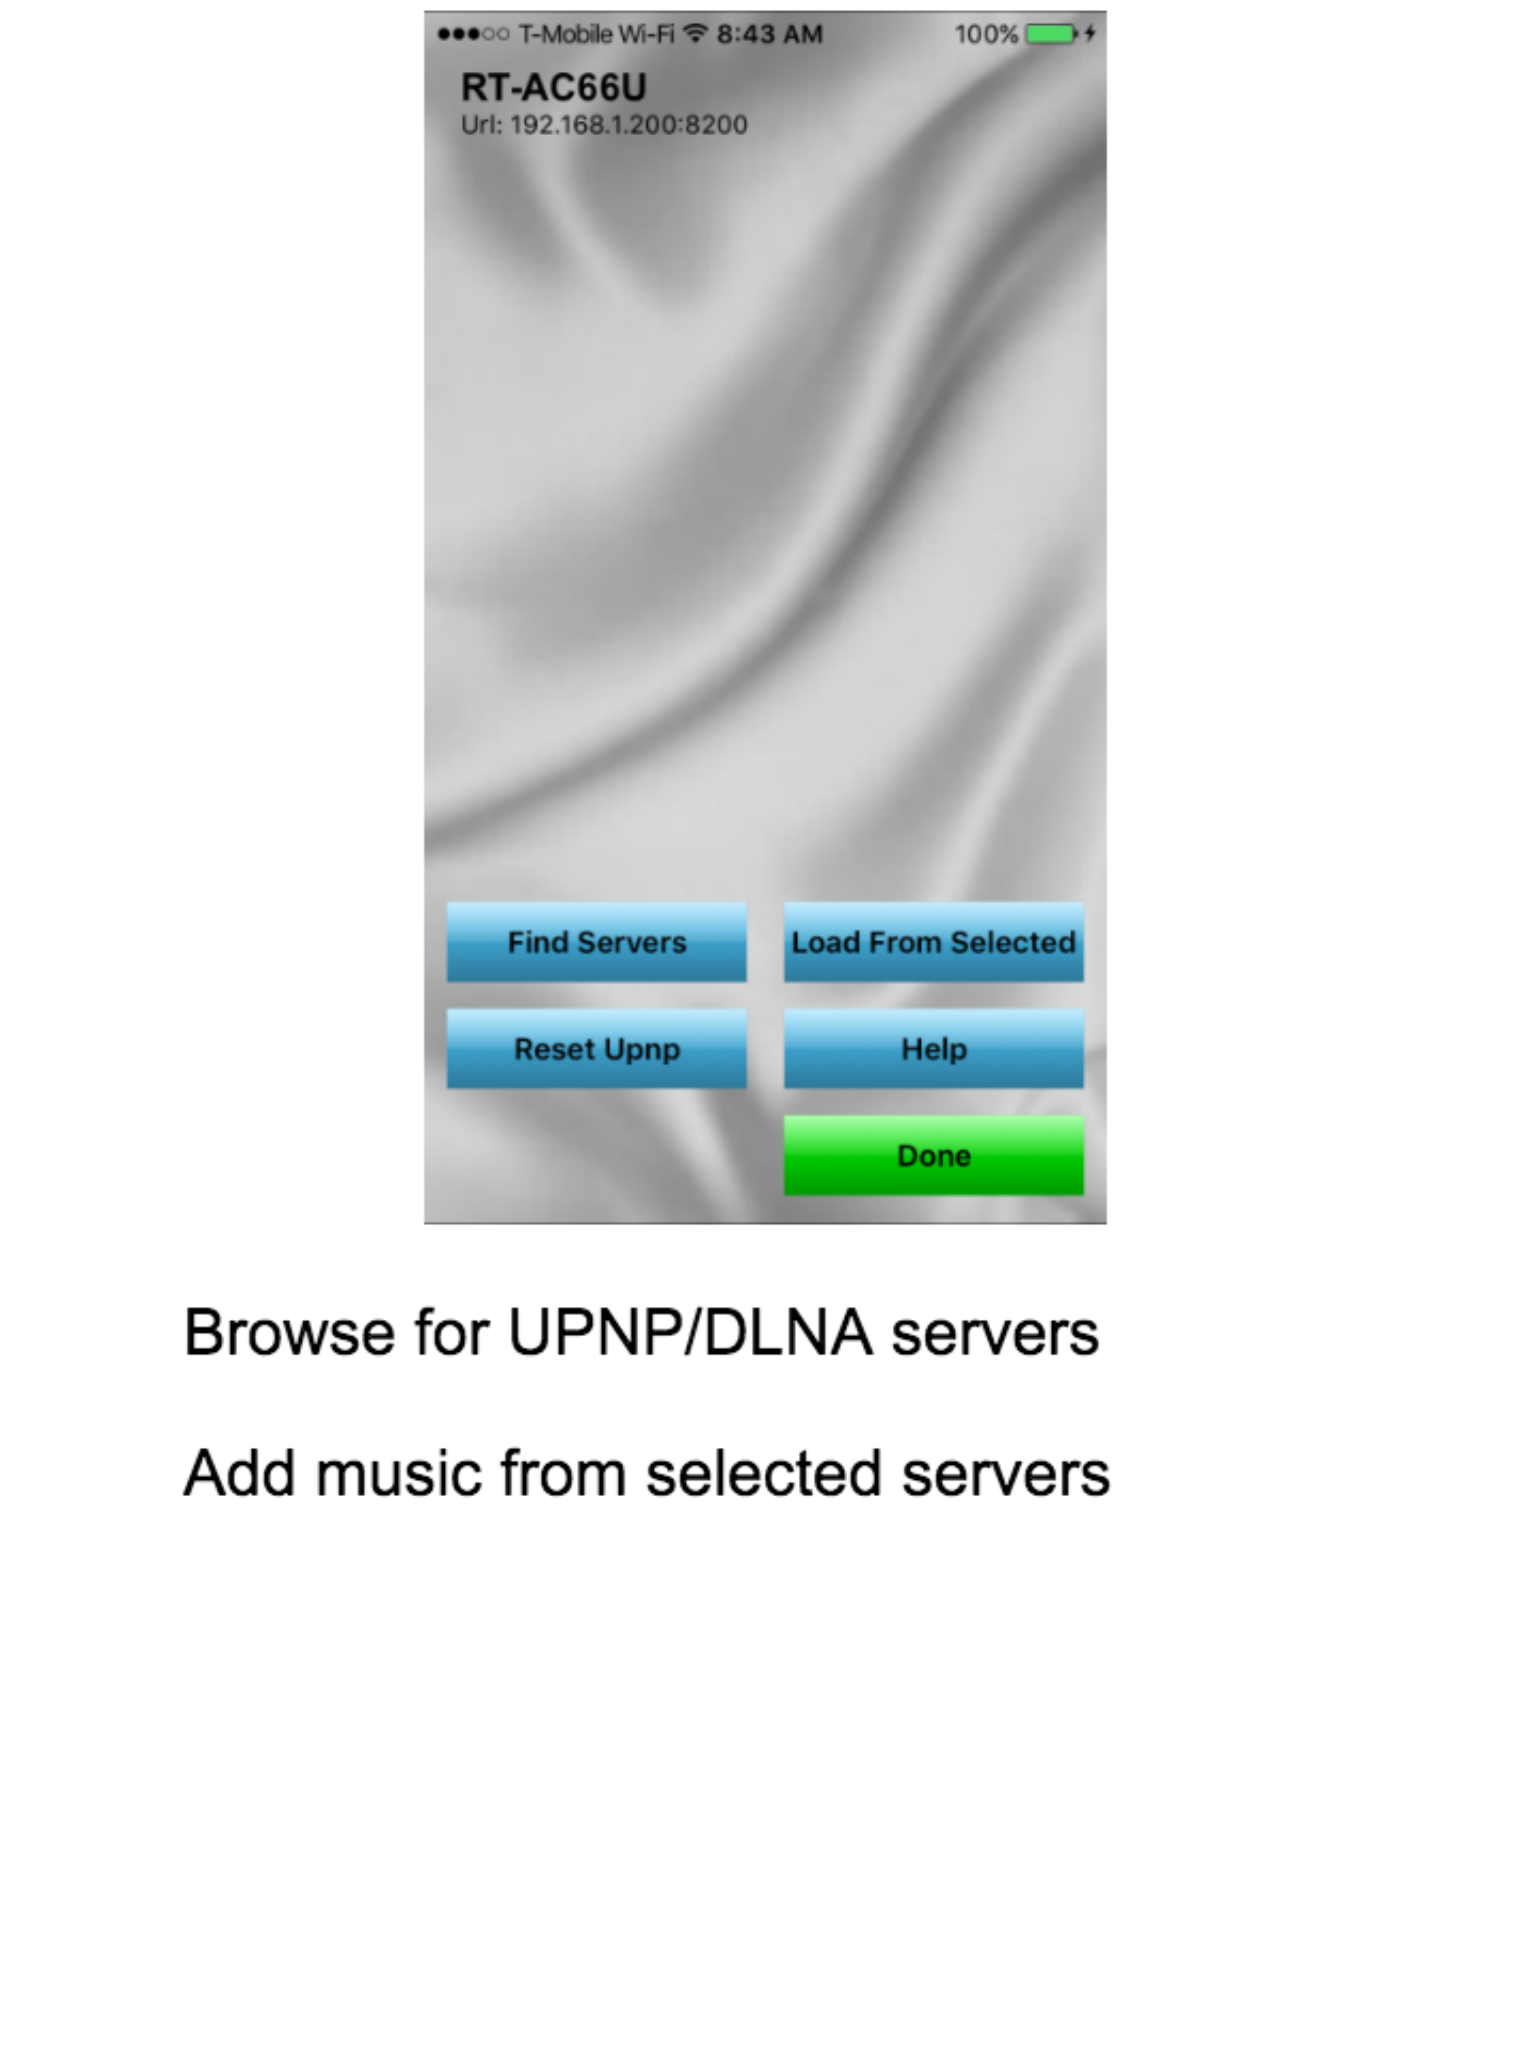 T-Mobile Wi-Fi 8:43 AM 100%
RT-AC66U
Url: 192.168.1.200:8200
Find Servers
Load From Selected
Reset Upnp
Help
Done
Browse for UPNP/DLNA servers
Add music from selected servers